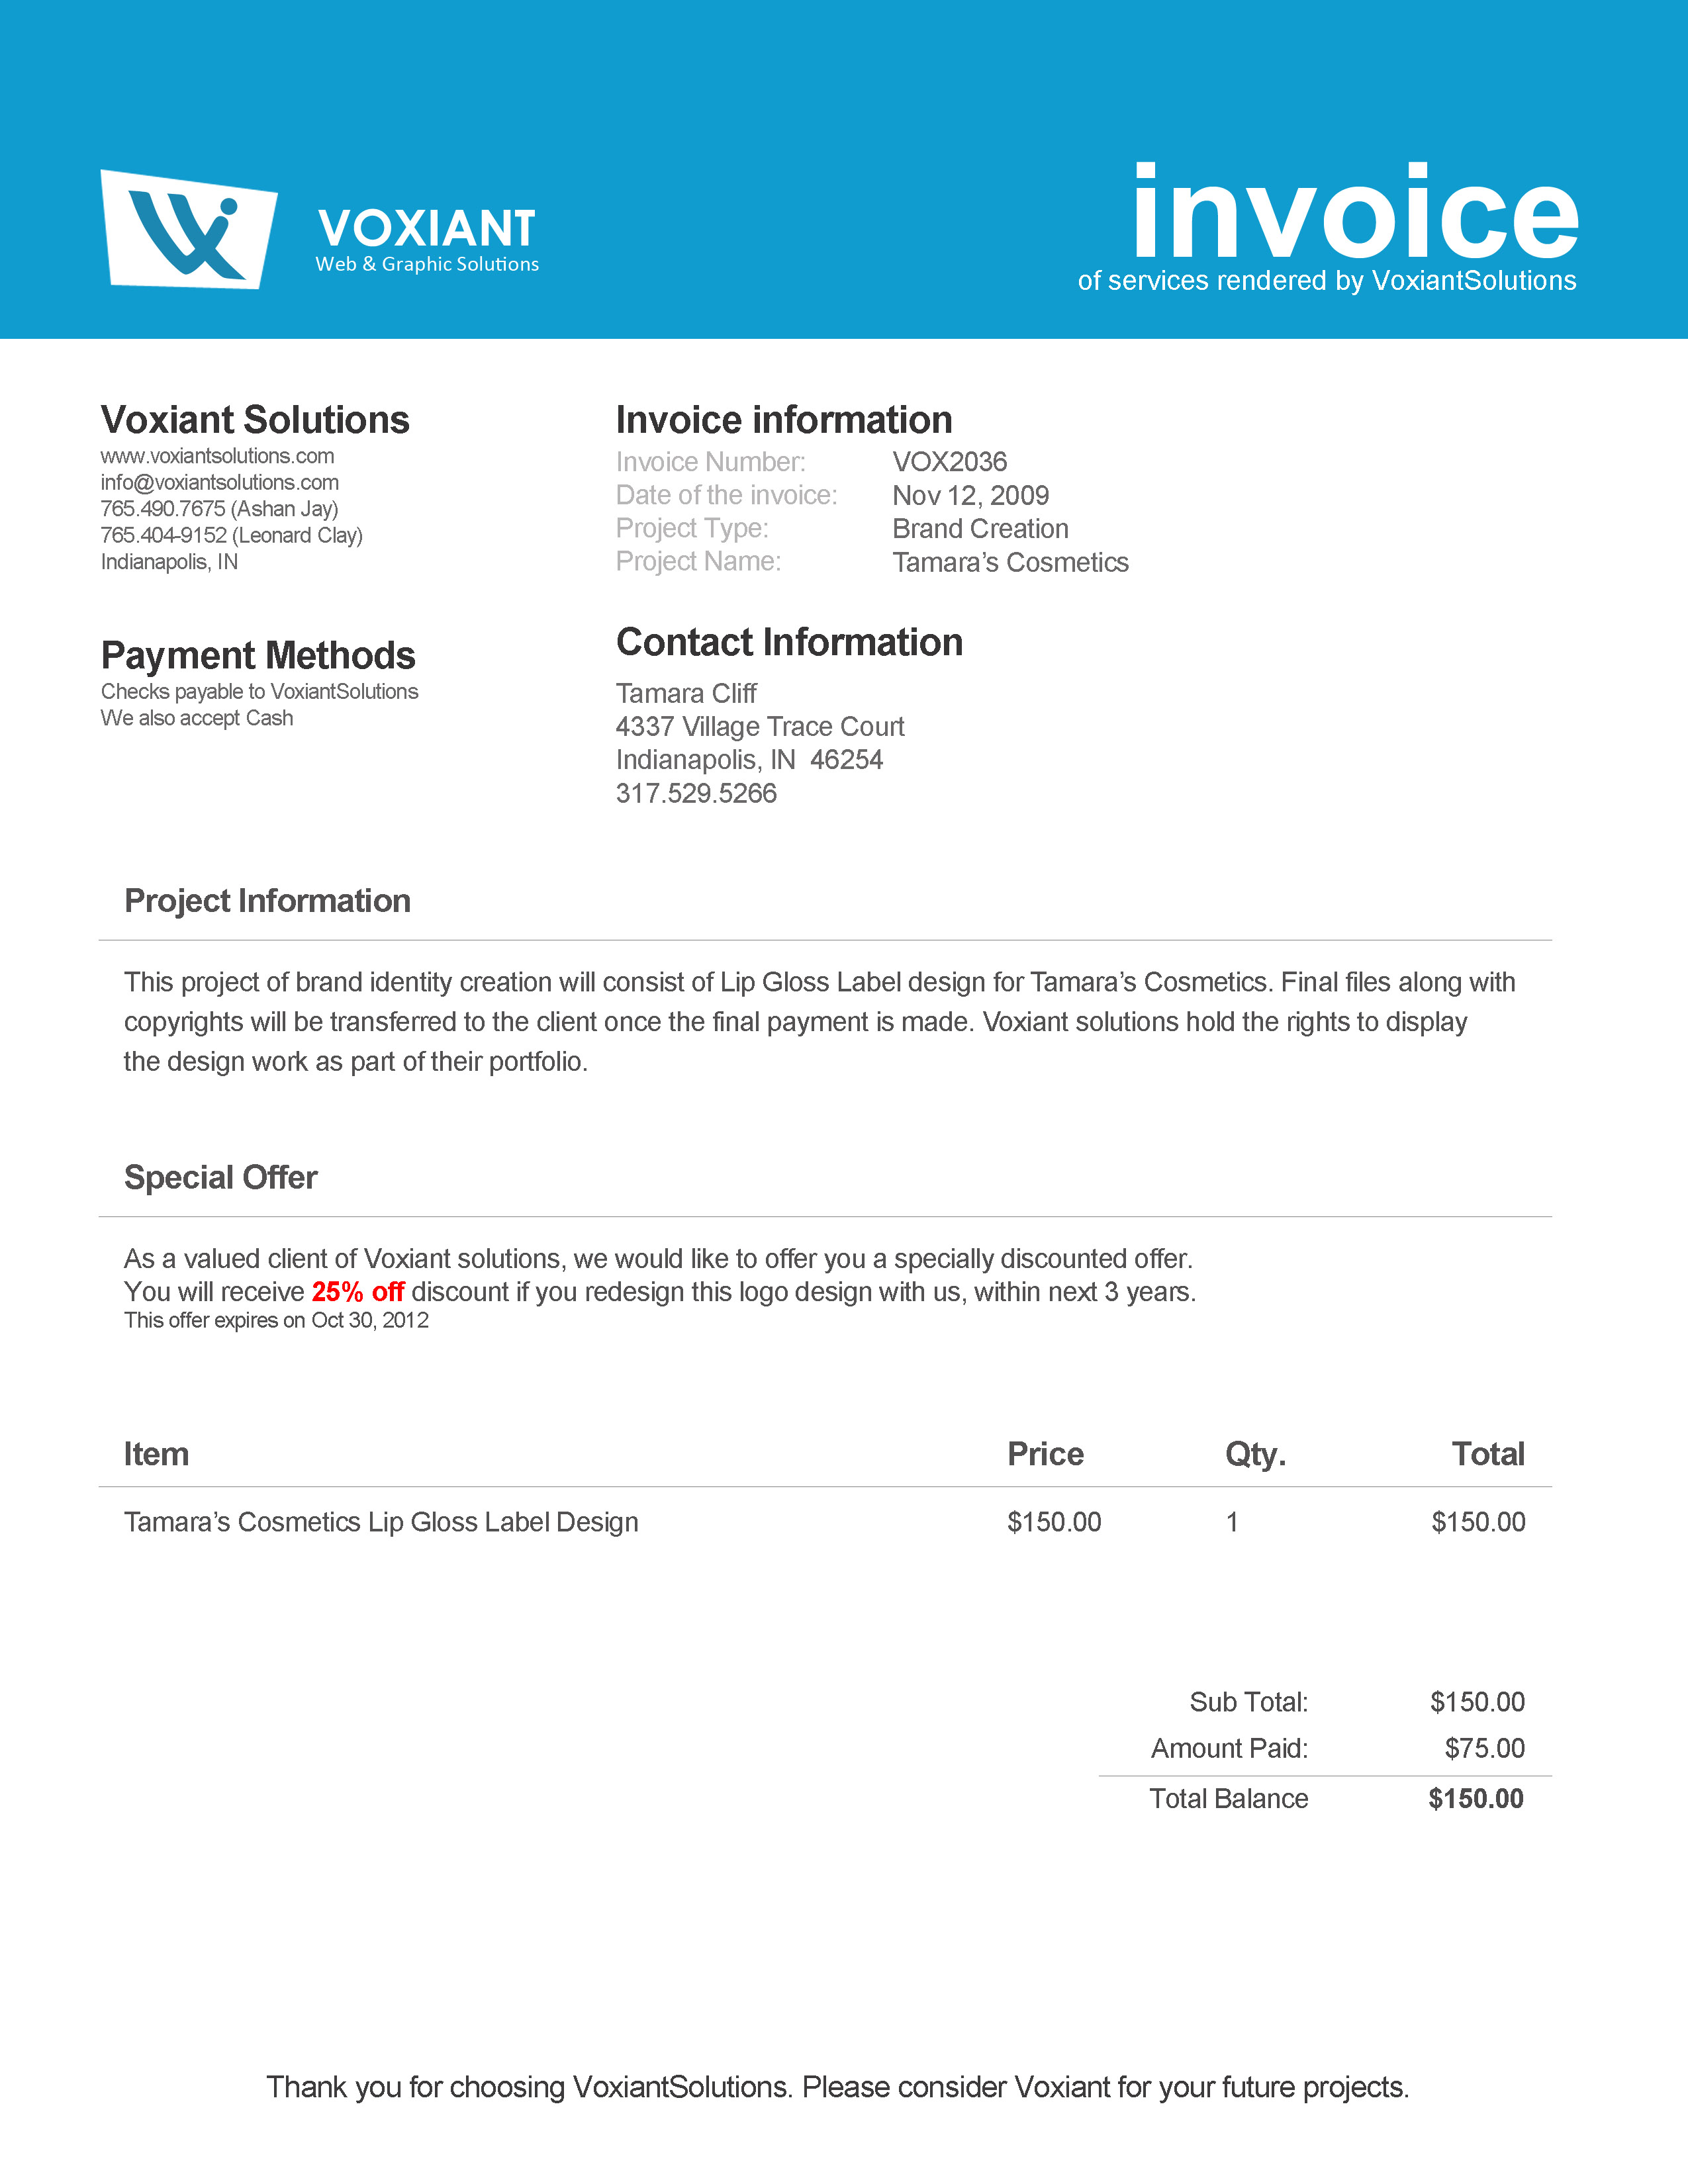 VOXIANT
Web & Graphic Solutions
invoice
of services rendered by VoxiantSolutions
Voxiant Solutions
www.voxiantsolutions.com
info@voxiantsolutions.com
765.490.7675 (Ashan Jay)
765.404-9152 (Leonard Clay)
Indianapolis, IN
Payment Methods
Checks payable to VoxiantSolutions
We also accept Cash
Invoice information
Invoice Number: VOX2036
Date of the invoice: Nov 12, 2009
Project Type: Brand Creation
Project Name: Tamara’s Cosmetics
Contact Information
Tamara Cliff
4337 Village Trace Court
Indianapolis, IN  46254
317.529.5266
Project Information
This project of brand identity creation will consist of Lip Gloss Label design for Tamara’s Cosmetics. Final files along with
copyrights will be transferred to the client once the final payment is made. Voxiant solutions hold the rights to display
the design work as part of their portfolio.
Special Offer
As a valued client of Voxiant solutions, we would like to offer you a specially discounted offer.
You will receive 25% off discount if you redesign this logo design with us, within next 3 years.
This offer expires on Oct 30, 2012
Item Price Qty. Total
Tamara’s Cosmetics Lip Gloss Label Design $150.00 1 $150.00
Sub Total: $150.00
Amount Paid: $75.00
Total Balance $150.00
Thank you for choosing VoxiantSolutions. Please consider Voxiant for your future projects.